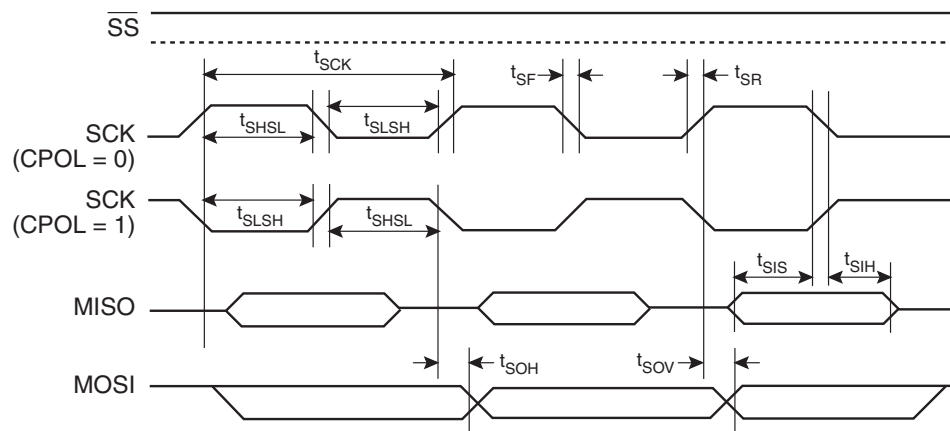 SS
tSCK
tSF
tSR
SCK
(CPOL = 0)
tSHSL
tSLSH
SCK
(CPOL = 1)
tSLSH
tSHSL
tSIS
tSIH
MISO
tSOH
tSOV
MOSI